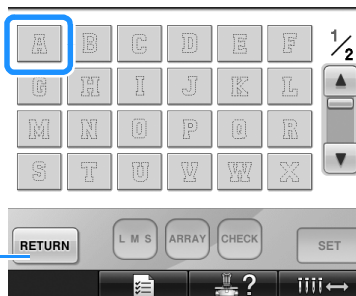 A B C D E F 1/2
G H I J K L
M N O P Q R
S T U V W X
RETURN L M S ARRAY CHECK SET
?